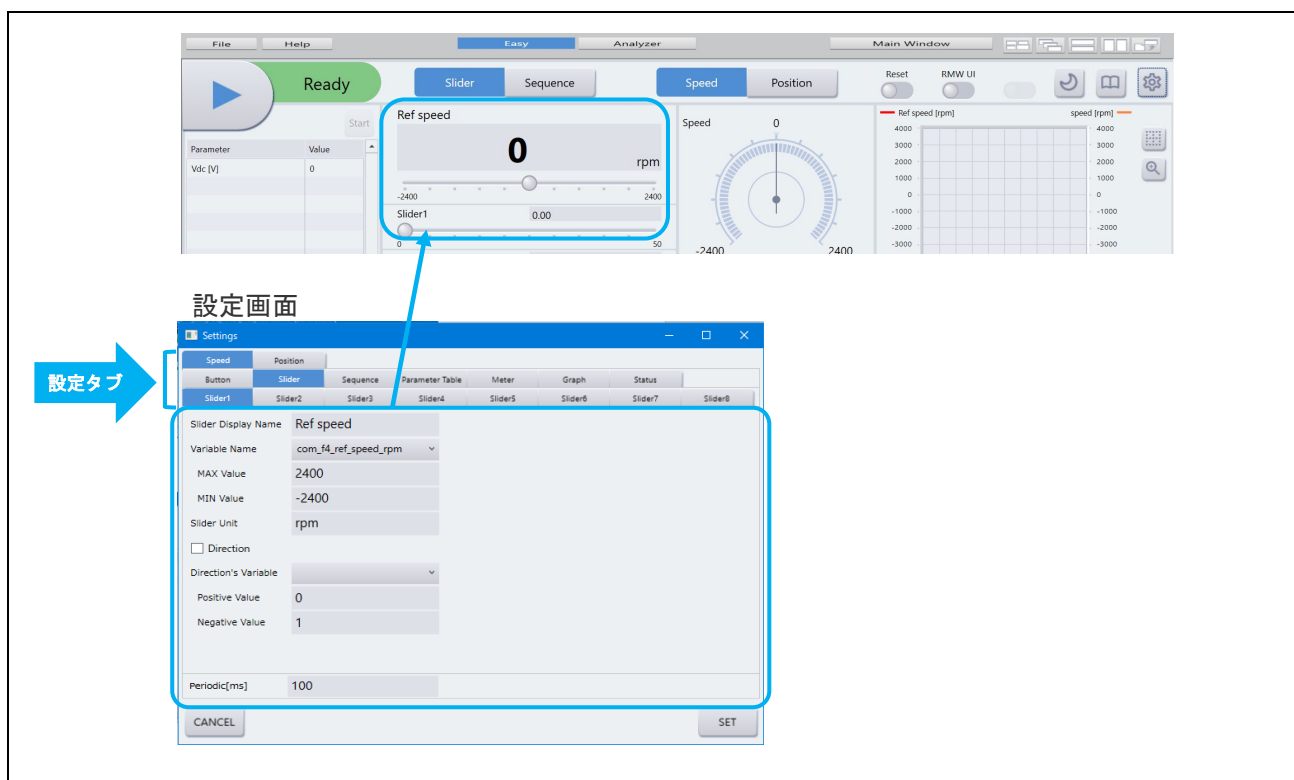 File Help Easy Analyzer Main Window
Ready Slider Sequence Speed Position Reset RMW UI
Start
Parameter Value
Vdc [V] 0
Ref speed
0
rpm
-2400 2400
Slider1 0.00
0 50
Speed 0
-2400 2400
Ref speed [rpm] speed [rpm]
4000 4000
3000 3000
2000 2000
1000 1000
0 0
-1000 -1000
-2000 -2000
-3000 -3000
設定画面
Settings
設定タブ
Speed Position
Button Slider Sequence Parameter Table Meter Graph Status
Slider1 Slider2 Slider3 Slider4 Slider5 Slider6 Slider7 Slider8
Slider Display Name Ref speed
Variable Name com_f4_ref_speed_rpm
MAX Value 2400
MIN Value -2400
Slider Unit rpm
Direction
Direction's Variable
Positive Value 0
Negative Value 1
Periodic[ms] 100
CANCEL SET